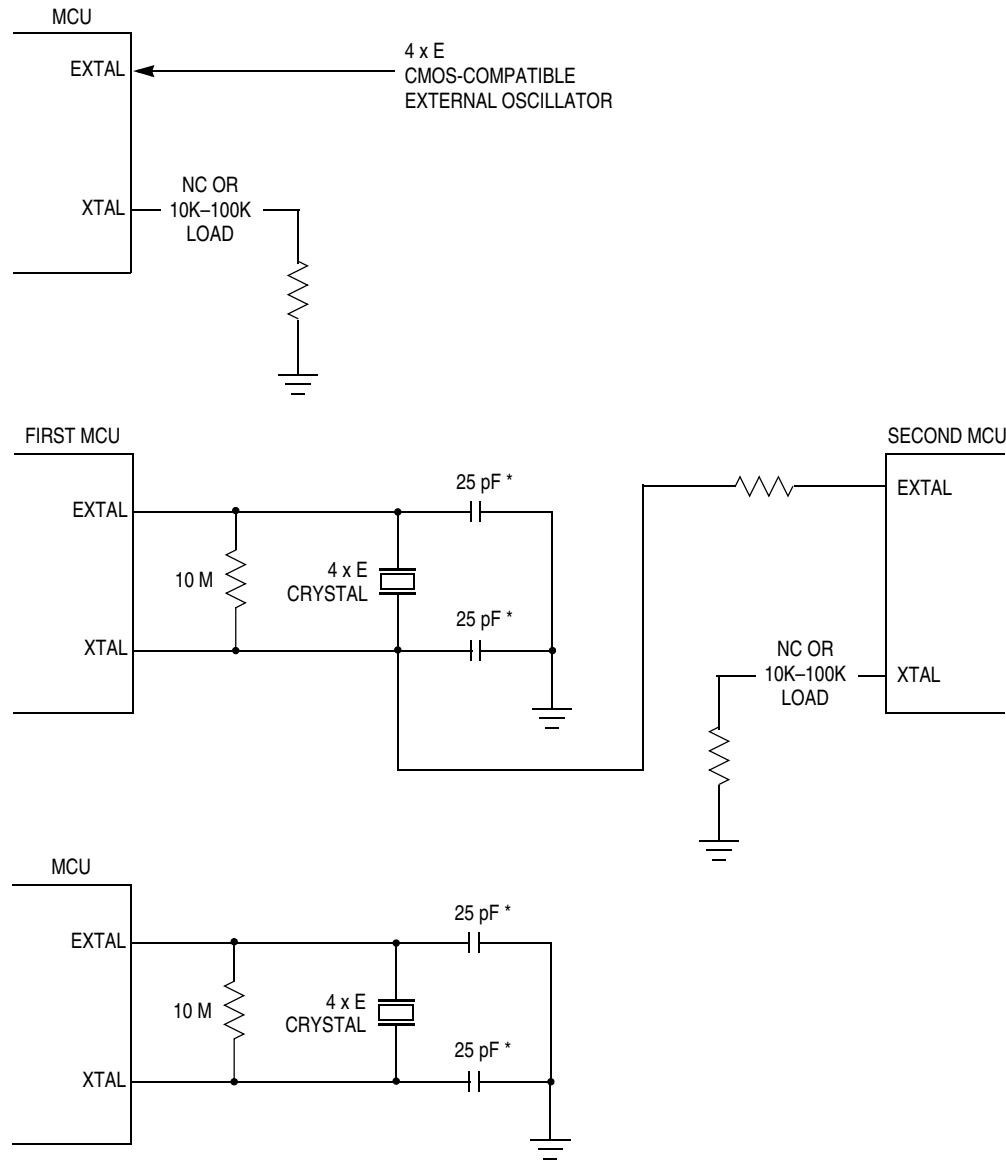 MCU
EXTAL
4 x E
CMOS-COMPATIBLE
EXTERNAL OSCILLATOR
XTAL
NC OR
10K–100K
LOAD
FIRST MCU
SECOND MCU
EXTAL
25 pF *
EXTAL
10 M
4 x E
CRYSTAL
25 pF *
XTAL
NC OR
10K–100K
LOAD
XTAL
MCU
EXTAL
25 pF *
10 M
4 x E
CRYSTAL
25 pF *
XTAL